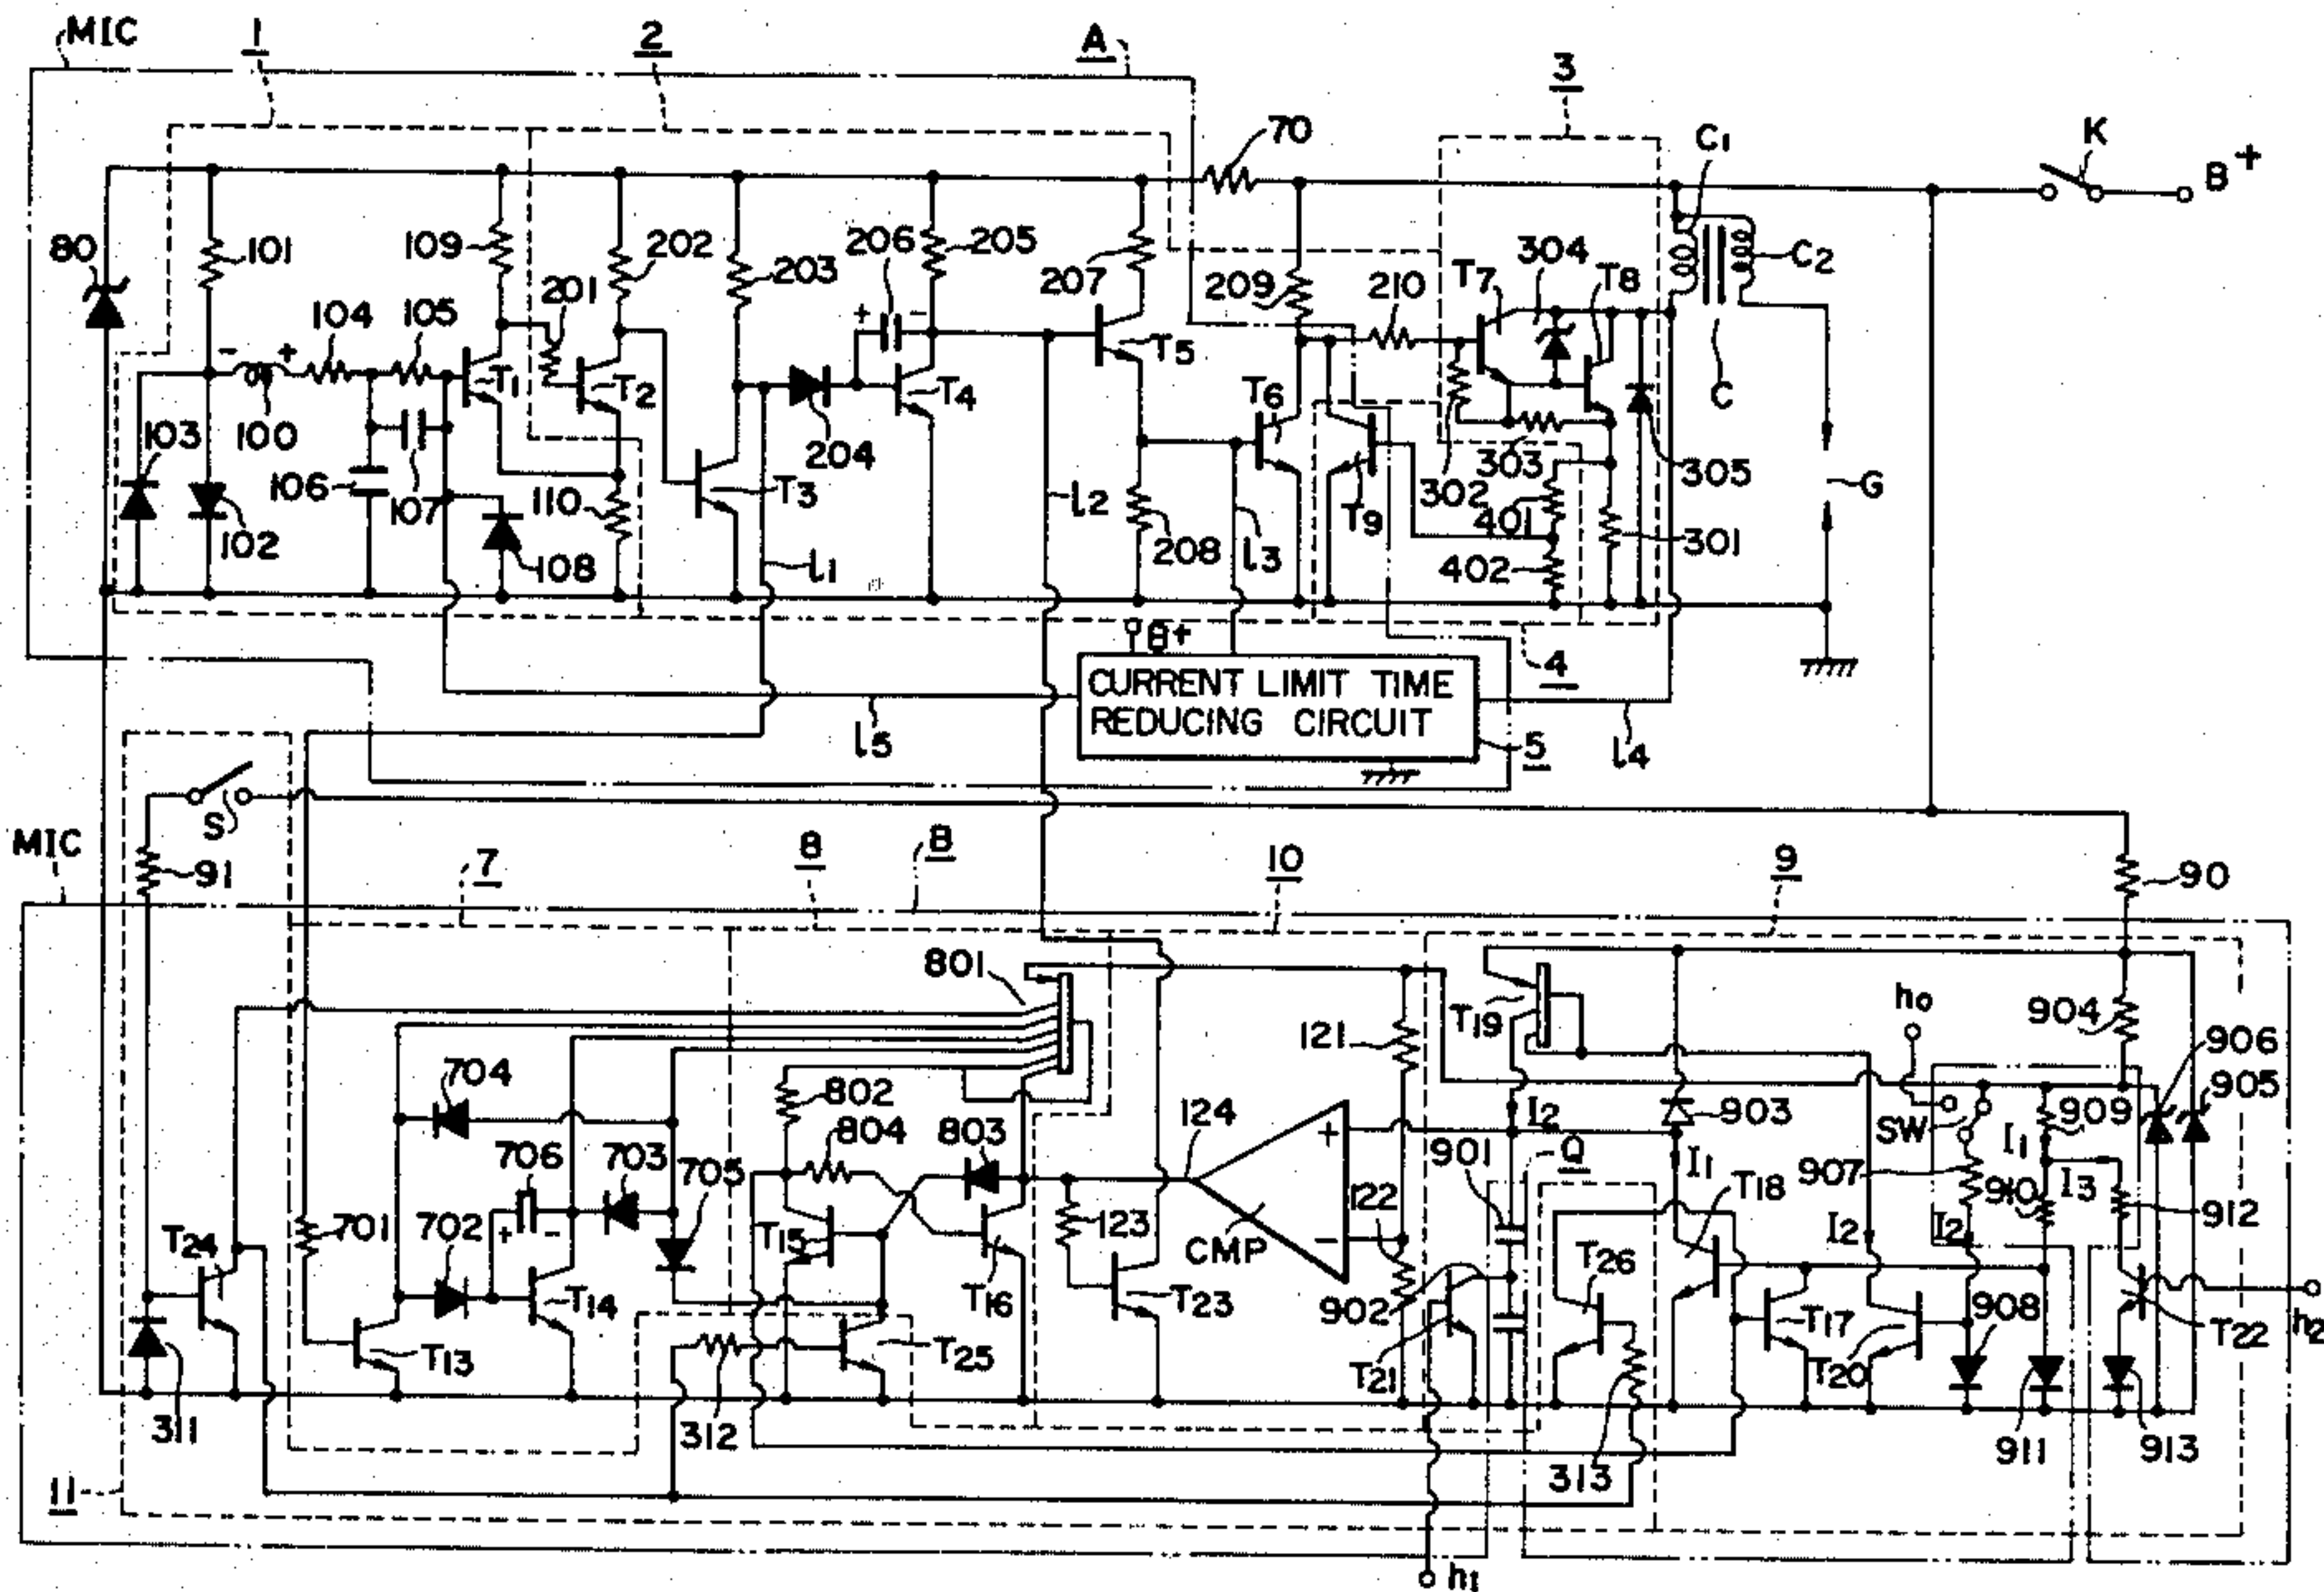 MIC 1 2 A 3
70 C1 K B+
80 101 109 202 203 206 205 207 209 210 T7 304 T8 C2
201 + -
104 105 - + T1 T2 T4 T5 T6 C
103 100 204 303 305 G
106 107 110 T3 l2 302 T9
102 108 l1 208 l3 401 301
402
B+ 4
CURRENT LIMIT TIME
REDUCING CIRCUIT
l5 5 l4
S
MIC 91 7 8 B 10 9 90
801 T19 h0 904
121 906
704 802 124 I2 903 SW 909 905
804 803 + 901 Q I1 907 I1
706 703 705 122 T18 910 I3
T24 701 702 + - T15 123 CMP - T26 I2 I2 912
T14 T16 T23 902 908
T13 T25 T21 T17 T20 T22 h2
311 312 313 911 913
11
h1